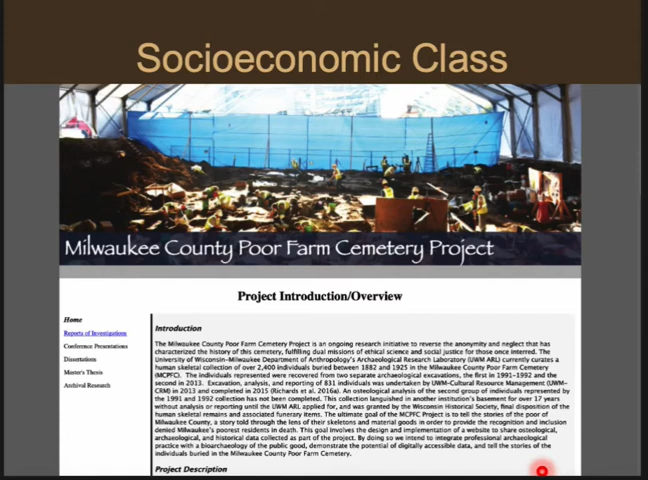 Socioeconomic Class
Milwaukee County Poor Farm Cemetery Project
Project Introduction/Overview
Home
Reports of Investigations
Conference Presentations
Dissertations
Master's Thesis
Archival Research
Introduction
The Milwaukee County Poor Farm Cemetery Project is an ongoing research initiative to reverse the anonymity and neglect that has
characterized the history of this cemetery, fulfilling dual missions of ethical science and social justice for those once interred. The
University of Wisconsin-Milwaukee Department of Anthropology's Archaeological Research Laboratory (UWM ARL) currently curates a
human skeletal collection of over 2,400 individuals buried between 1882 and 1925 in the Milwaukee County Poor Farm Cemetery
(MCPFC). The individuals represented were recovered from two separate archaeological excavations, the first in 1991-1992 and the
second in 2013. Excavation, analysis, and reporting of 831 individuals was undertaken by UWM-Cultural Resource Management (UWM-
CRM) in 2013 and completed in 2015 (Richards et al. 2016a). An osteological analysis of the second group of individuals represented by
the 1991 and 1992 collection has not been completed. This collection languished in another institution's basement for over 17 years
without analysis or reporting until the UWM ARL applied for, and was granted by the Wisconsin Historical Society, final disposition of the
human skeletal remains and associated funerary items. The ultimate goal of the MCPFC Project is to tell the stories of the poor of
Milwaukee County, a story told through the lens of their skeletons and material goods in order to provide the recognition and inclusion
denied Milwaukee's poorest residents in death. This goal involves the design and implementation of a website to share osteological,
archaeological, and historical data collected as part of the project. By doing so we intend to integrate professional archaeological
practice with a bioarchaeology of the public good, demonstrate the potential of digitally accessible data, and tell the stories of the
individuals buried in the Milwaukee County Poor Farm Cemetery.
Project Description